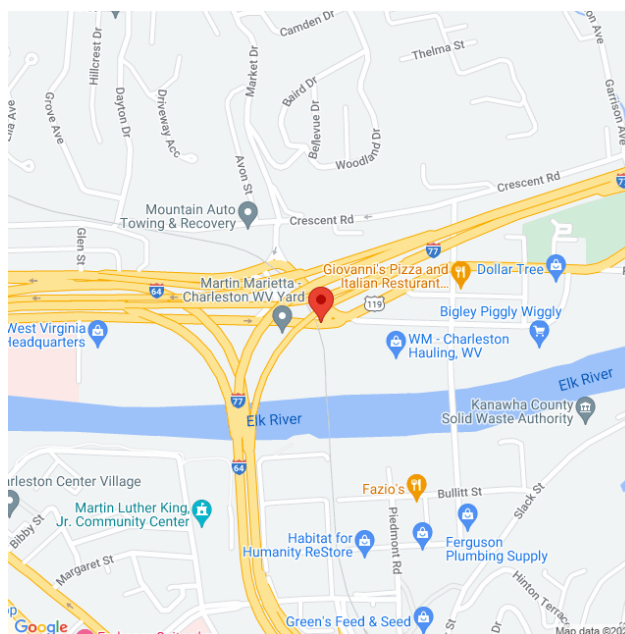 Camden Dr
Thelma St
Garrison Ave
Hillcrest Dr
Market Dr
Baird Dr
Grove Ave
Dayton Dr
Driveway Acc
Bellevue Dr
Woodland Dr
Avon St
Crescent Rd
Mountain Auto
Towing & Recovery
Crescent Rd
Glen St
77
77
64
Martin Marietta -
Charleston WV Yard
Giovanni's Pizza and
Italian Resturant...
Dollar Tree
119
Bigley Piggly Wiggly
West Virginia
Headquarters
WM - Charleston
Hauling, WV
77
Elk River
Elk River
Kanawha County
Solid Waste Authority
64
arleston Center Village
Fazio's
Bullitt St
Slack St
Martin Luther King,
Jr. Community Center
Bibby St
Margaret St
Habitat for
Humanity ReStore
Piedmont Rd
Ferguson
Plumbing Supply
Hinton Terrace
Green's Feed & Seed
Google
Map data ©20